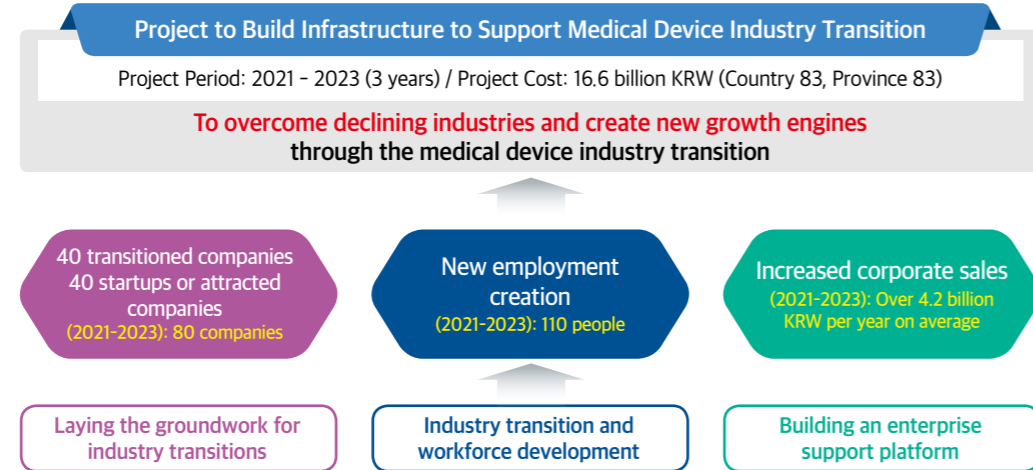 Project to Build Infrastructure to Support Medical Device Industry Transition
Project Period: 2021 - 2023 (3 years) / Project Cost: 16.6 billion KRW (Country 83, Province 83)
To overcome declining industries and create new growth engines
through the medical device industry transition
40 transitioned companies
40 startups or attracted
companies
(2021-2023): 80 companies
New employment
creation
(2021-2023): 110 people
Increased corporate sales
(2021-2023): Over 4.2 billion
KRW per year on average
Laying the groundwork for
industry transitions
Industry transition and
workforce development
Building an enterprise
support platform